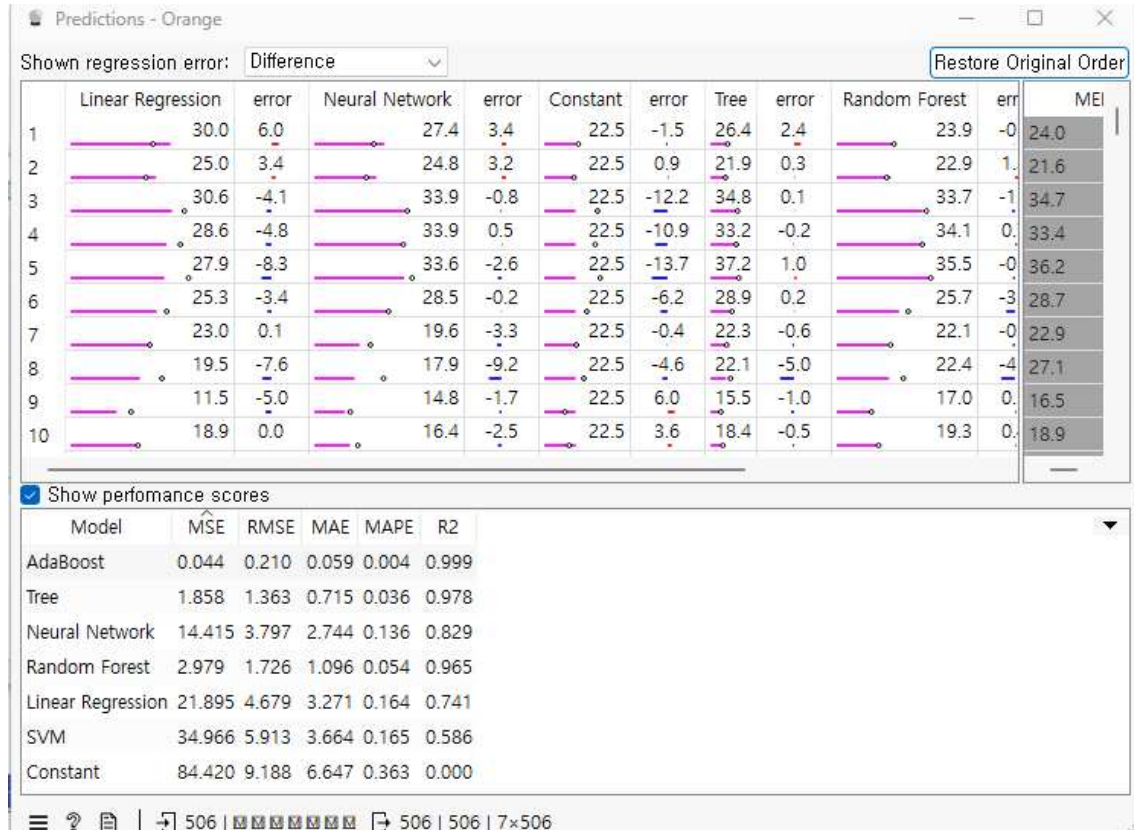 Predictions - Orange
Shown regression error: Difference Restore Original Order
Linear Regression error Neural Network error Constant error Tree error Random Forest err MEI
1 30.0 6.0 27.4 3.4 22.5 -1.5 26.4 2.4 23.9 -0 24.0
2 25.0 3.4 24.8 3.2 22.5 0.9 21.9 0.3 22.9 1. 21.6
3 30.6 -4.1 33.9 -0.8 22.5 -12.2 34.8 0.1 33.7 -1 34.7
4 28.6 -4.8 33.9 0.5 22.5 -10.9 33.2 -0.2 34.1 0. 33.4
5 27.9 -8.3 33.6 -2.6 22.5 -13.7 37.2 1.0 35.5 -0 36.2
6 25.3 -3.4 28.5 -0.2 22.5 -6.2 28.9 0.2 25.7 -3 28.7
7 23.0 0.1 19.6 -3.3 22.5 -0.4 22.3 -0.6 22.1 -0 22.9
8 19.5 -7.6 17.9 -9.2 22.5 -4.6 22.1 -5.0 22.4 -4 27.1
9 11.5 -5.0 14.8 -1.7 22.5 6.0 15.5 -1.0 17.0 0. 16.5
10 18.9 0.0 16.4 -2.5 22.5 3.6 18.4 -0.5 19.3 0. 18.9
Show perfomance scores
Model MSE RMSE MAE MAPE R2
AdaBoost 0.044 0.210 0.059 0.004 0.999
Tree 1.858 1.363 0.715 0.036 0.978
Neural Network 14.415 3.797 2.744 0.136 0.829
Random Forest 2.979 1.726 1.096 0.054 0.965
Linear Regression 21.895 4.679 3.271 0.164 0.741
SVM 34.966 5.913 3.664 0.165 0.586
Constant 84.420 9.188 6.647 0.363 0.000
506 | 506 | 506 | 7×506